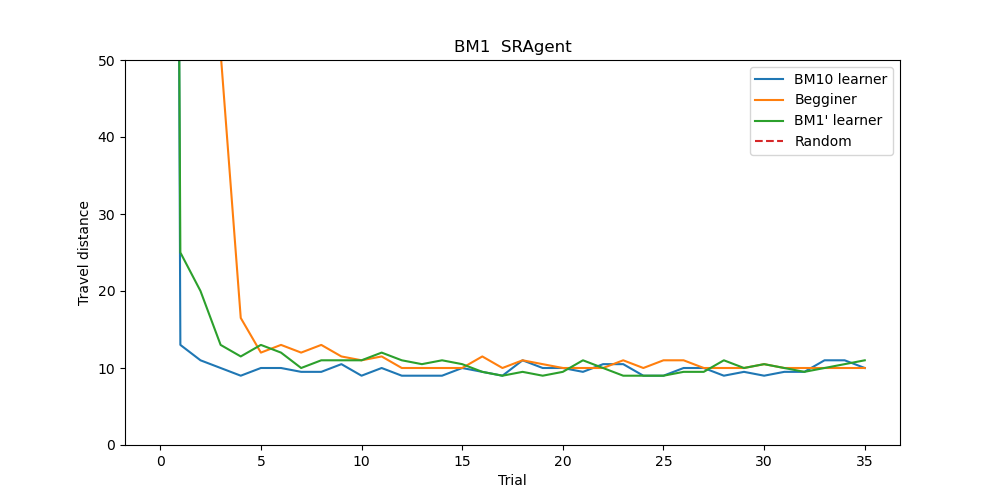 BM1  SRAgent
50
40
30
20
10
0
Travel distance
BM10 learner
Begginer
BM1' learner
Random
0 5 10 15 20 25 30 35
Trial